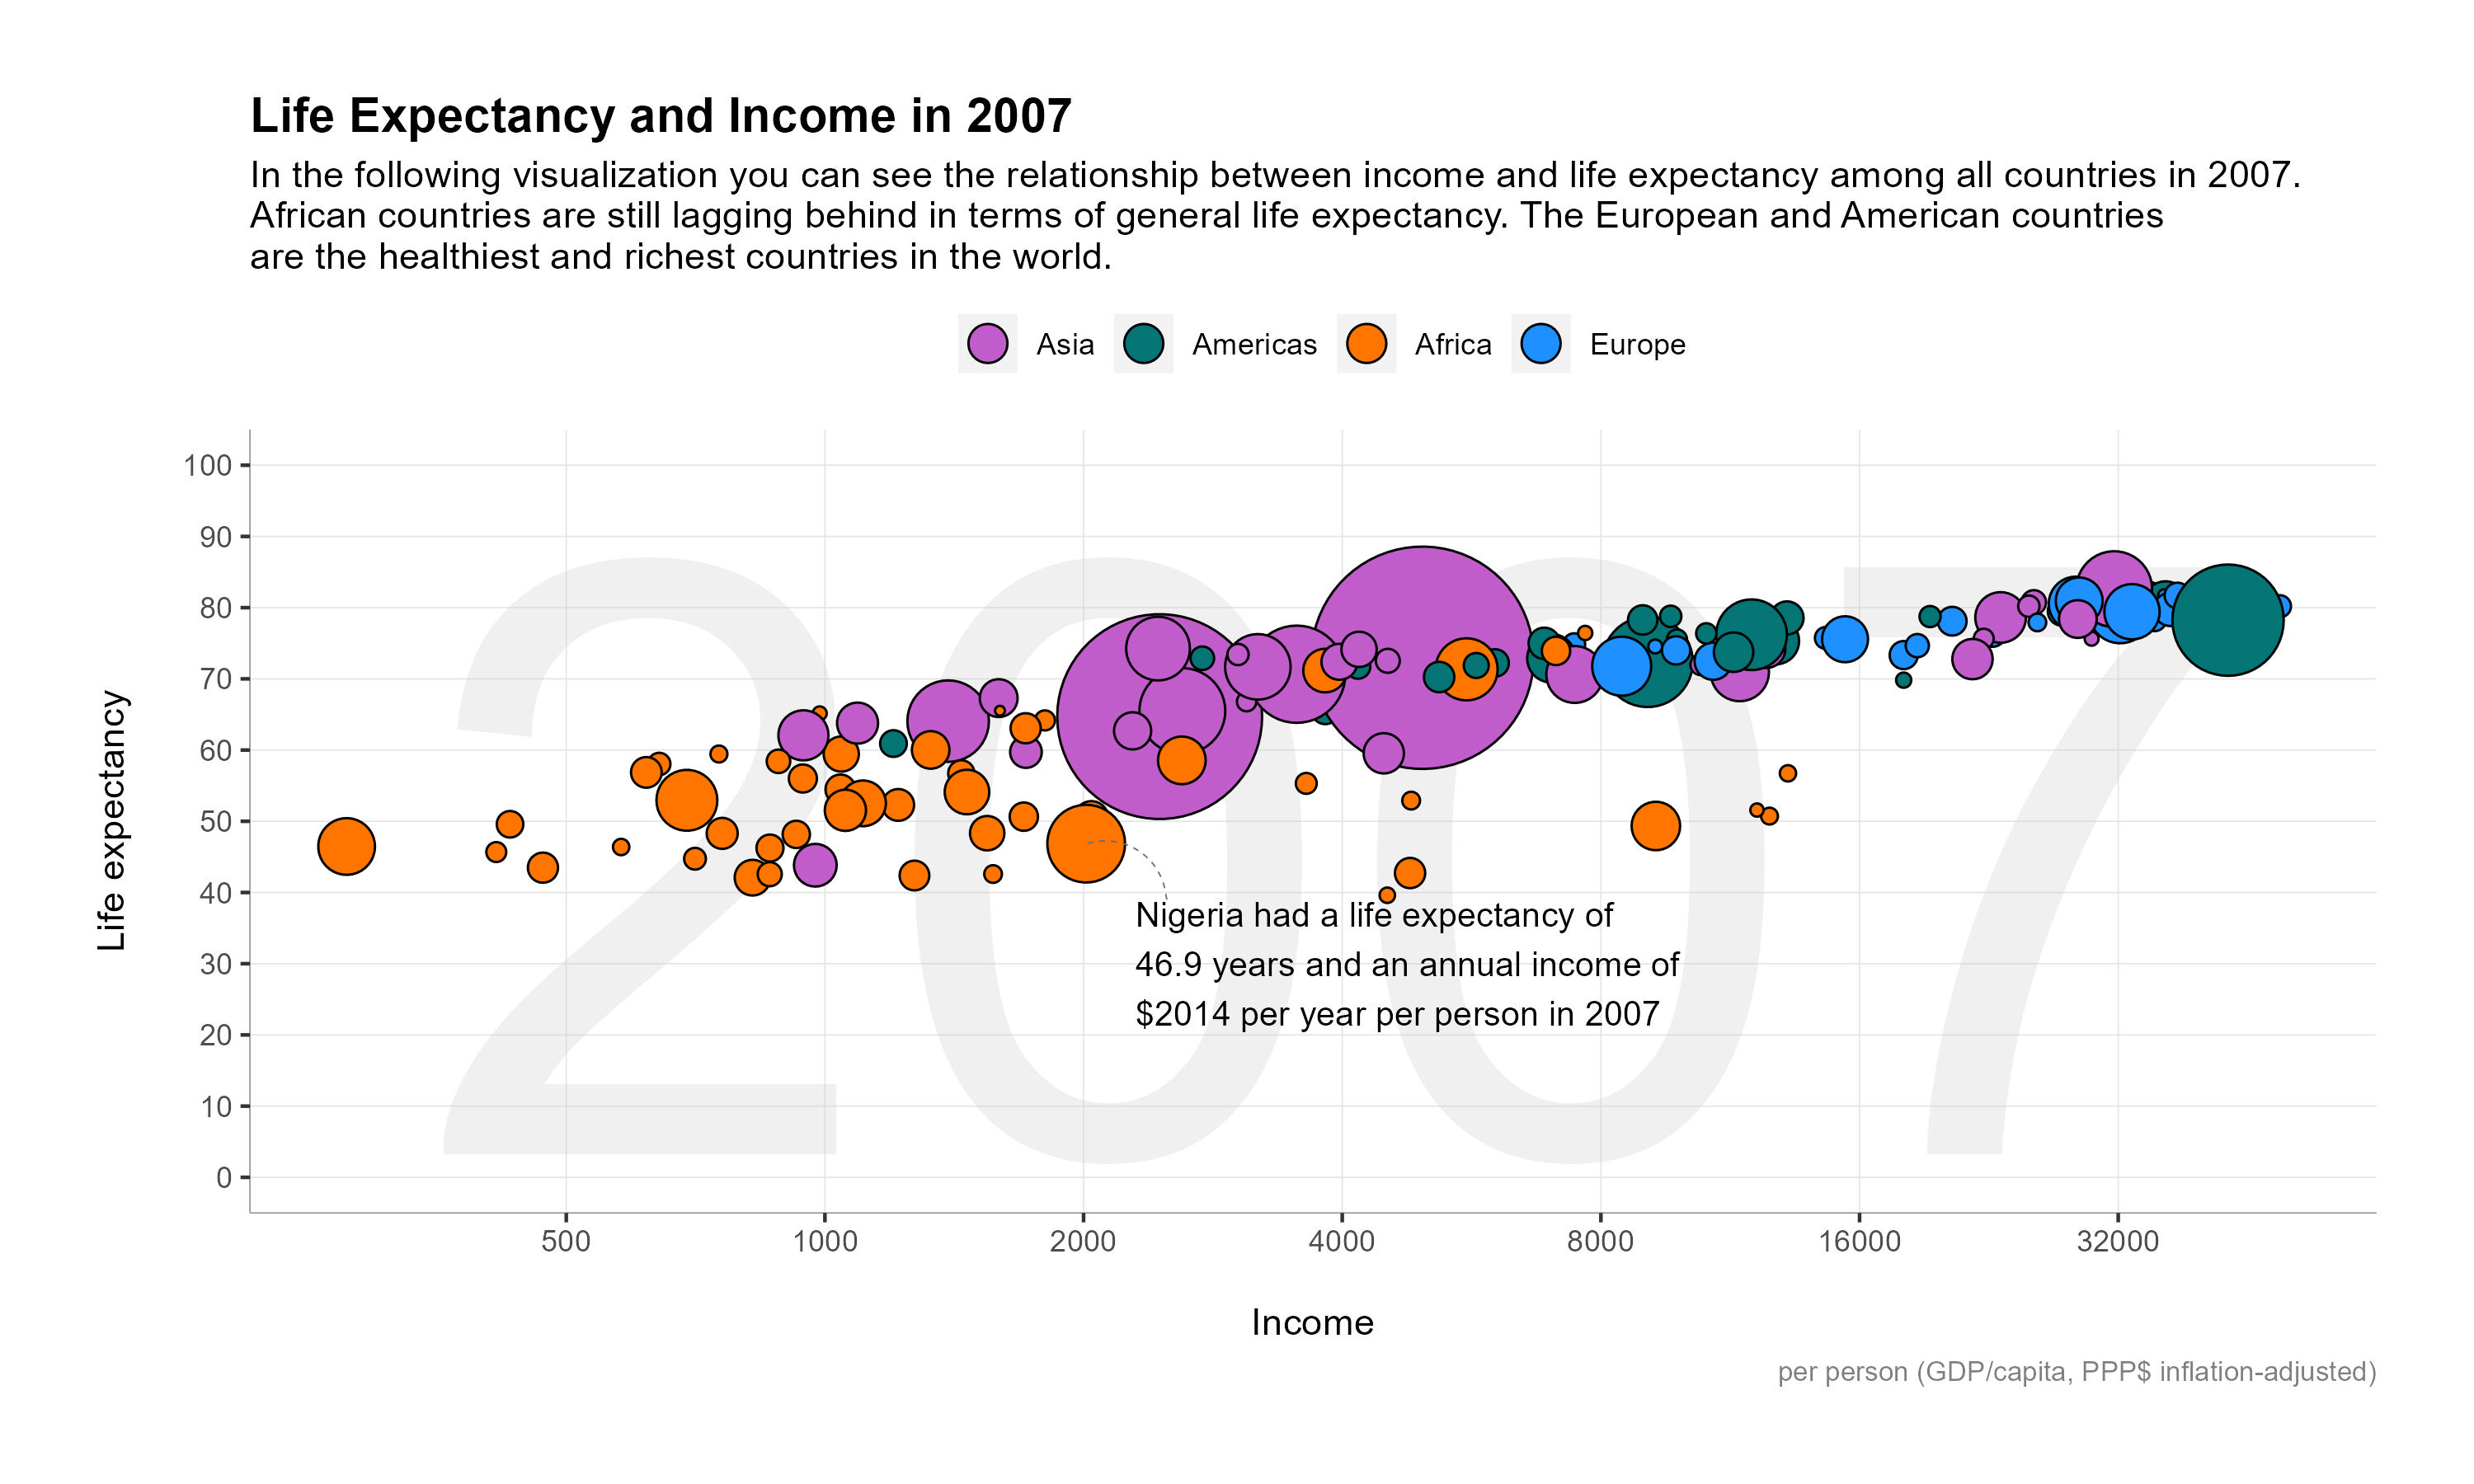 Life Expectancy and Income in 2007
In the following visualization you can see the relationship between income and life expectancy among all countries in 2007.
African countries are still lagging behind in terms of general life expectancy. The European and American countries
are the healthiest and richest countries in the world.
Asia Americas Africa Europe
2007
Life expectancy
100
90
80
70
60
50
40
30
20
10
0
Nigeria had a life expectancy of
46.9 years and an annual income of
$2014 per year per person in 2007
500 1000 2000 4000 8000 16000 32000
Income
per person (GDP/capita, PPP$ inflation-adjusted)